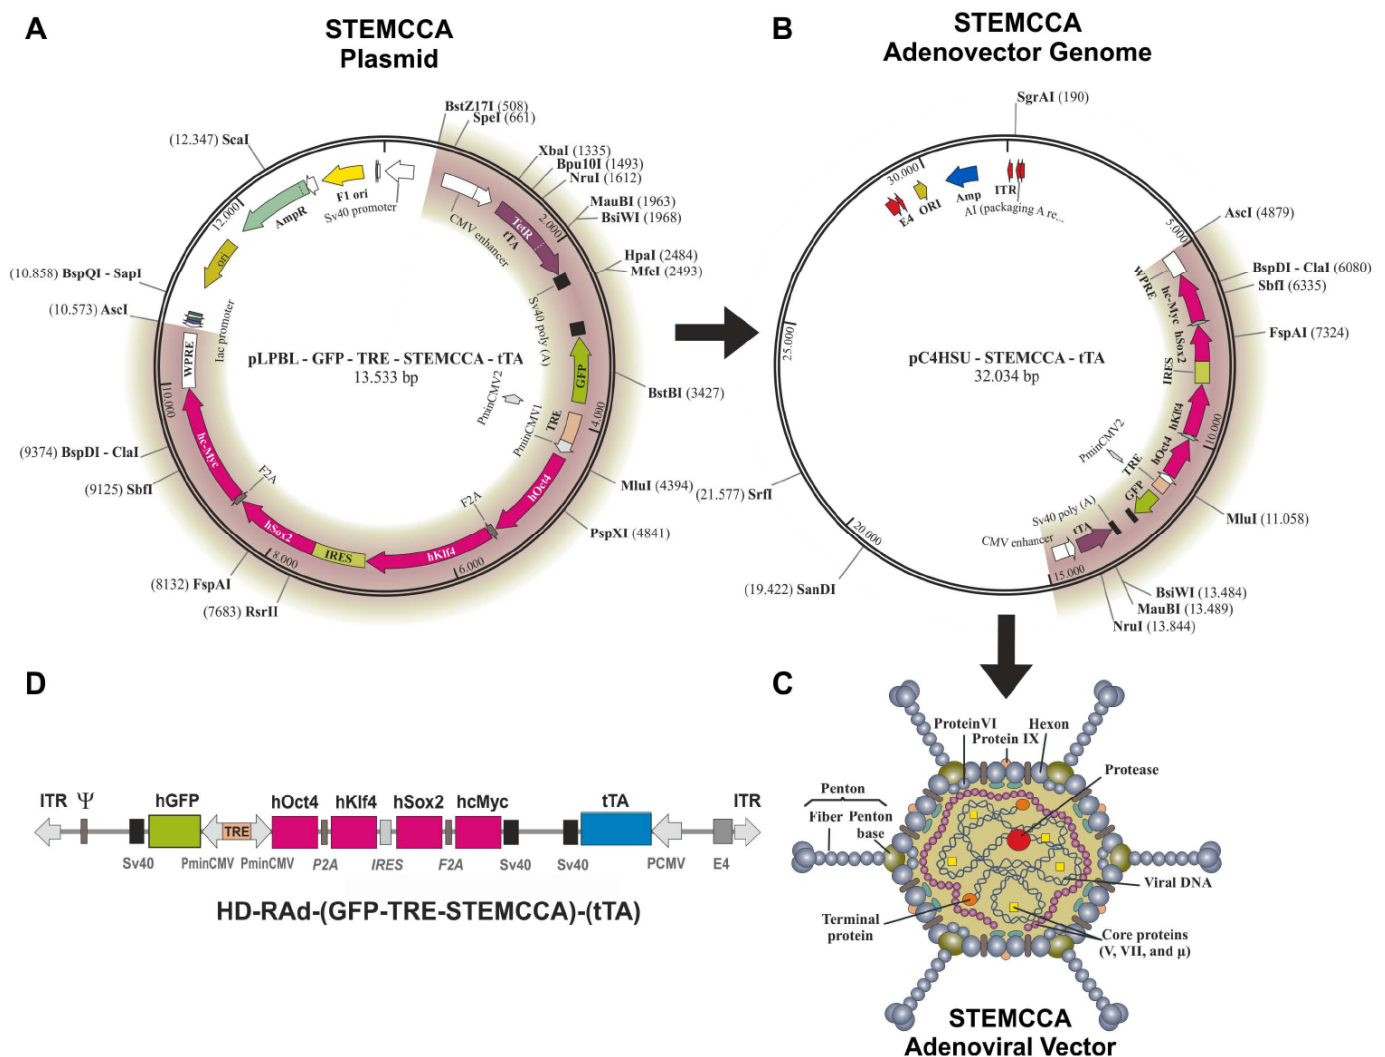 A
STEMCCA
Plasmid
BstZ17I (508)
SpeI (661)
(12.347) ScaI
XbaI (1335)
Bpu10I (1493)
NruI (1612)
MauBI (1963)
BsiWI (1968)
HpaI (2484)
MfeI (2493)
(10.858) BspQI - SapI
(10.573) AscI
F1 ori
Sv40 promoter
AmpR
12.000
ori
lac promoter
CMV enhancer
TetR
tTA
2.000
Sv40 poly (A)
pLPBL - GFP - TRE - STEMCCA - tTA
13.533 bp
WPRE
GFP
BstBI (3427)
PminCMV2
PminCMV1
TRE
4.000
10.000
hc-Myc
(9374) BspDI - ClaI
(9125) SbfI
F2A
F2A
hOct4
MluI (4394)
PspXI (4841)
hSox2
IRES
hKlf4
8.000
6.000
(8132) FspAI
(7683) RsrII
B
STEMCCA
Adenovector Genome
SgrAI (190)
30.000
E4
ORI
Amp
ITR
AI (packaging A re...
AscI (4879)
5.000
WPRE
BspDI - ClaI (6080)
SbfI (6335)
hc-Myc
FspAI (7324)
hSox2
IRES
25.000
pC4HSU - STEMCCA - tTA
32.034 bp
hKlf4
10.000
hOct4
PminCMV2
TRE
GFP
MluI (11.058)
(21.577) SrfI
20.000
Sv40 poly (A)
tTA
CMV enhancer
15.000
(19.422) SanDI
BsiWI (13.484)
MauBI (13.489)
NruI (13.844)
D
ITR Ψ hGFP hOct4 hKlf4 hSox2 hcMyc tTA ITR
TRE
Sv40 PminCMV PminCMV P2A IRES F2A Sv40 Sv40 PCMV E4
HD-RAd-(GFP-TRE-STEMCCA)-(tTA)
C
ProteinVI
Hexon
Protein IX
Protease
Penton
Fiber
Penton
base
Viral DNA
Terminal
protein
Core proteins
(V, VII, and µ)
STEMCCA
Adenoviral Vector